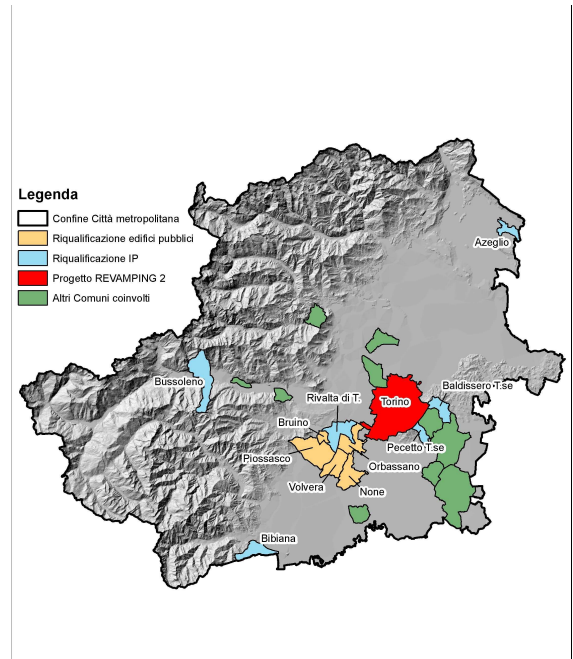 Legenda
Confine Città metropolitana
Riqualificazione edifici pubblici
Riqualificazione IP
Progetto REVAMPING 2
Altri Comuni coinvolti
Azeglio
Bussoleno
Baldissero T.se
Rivalta di T.
Torino
Bruino
Pecetto T.se
Piossasco
Orbassano
Volvera
None
Bibiana